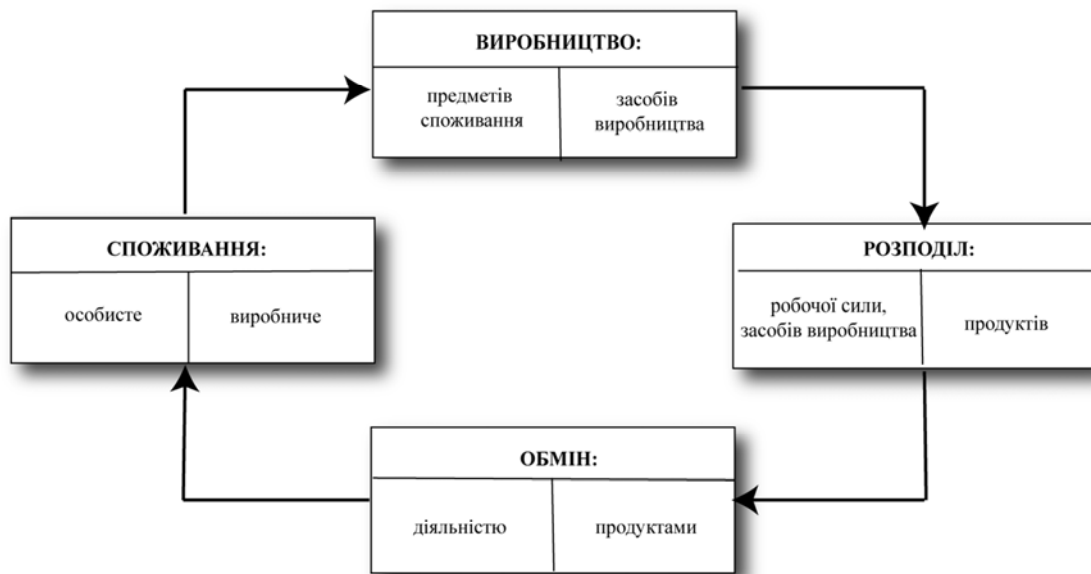 ВИРОБНИЦТВО:
предметів
споживання
засобів
виробництва
СПОЖИВАННЯ:
особисте
виробниче
РОЗПОДІЛ:
робочої сили,
засобів виробництва
продуктів
ОБМІН:
діяльністю
продуктами